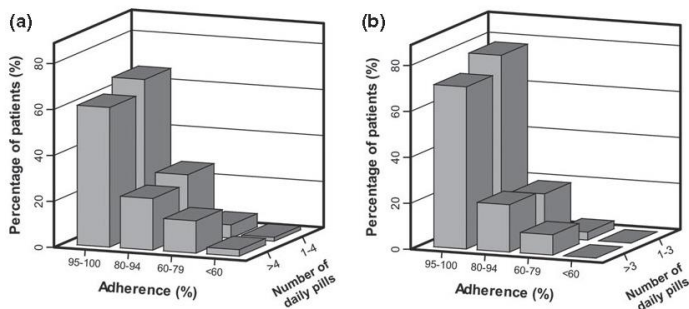 (a)
Percentage of patients (%)
80
60
40
20
0
95-100
80-94
60-79
<60
Adherence (%)
>4
1-4
Number of
daily pills
(b)
Percentage of patients (%)
80
60
40
20
0
95-100
80-94
60-79
<60
Adherence (%)
>3
1-3
Number of
daily pills